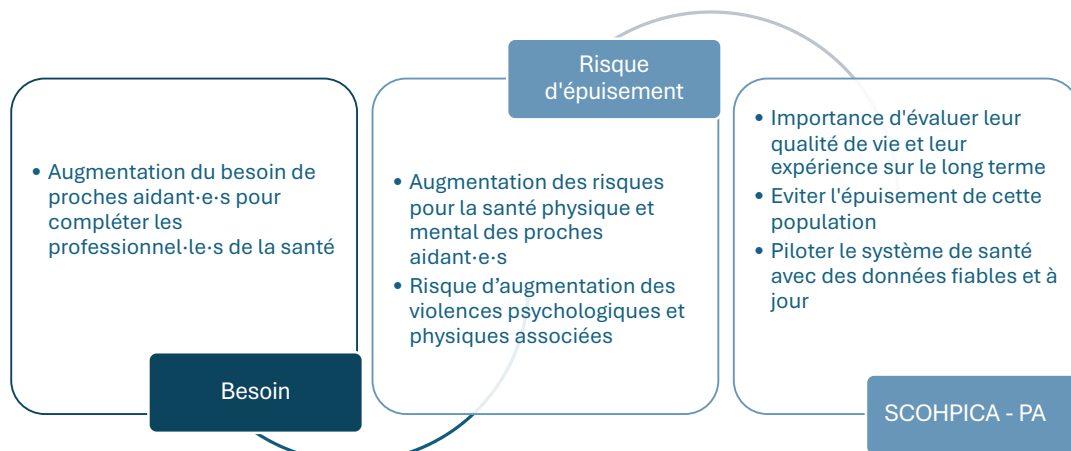 • Augmentation du besoin de
proches aidant·e·s pour
compléter les
professionnel·le·s de la santé
Besoin
Risque
d'épuisement
• Augmentation des risques
pour la santé physique et
mental des proches
aidant·e·s
• Risque d’augmentation des
violences psychologiques et
physiques associées
• Importance d'évaluer leur
qualité de vie et leur
expérience sur le long terme
• Eviter l'épuisement de cette
population
• Piloter le système de santé
avec des données fiables et à
jour
SCOHPICA - PA